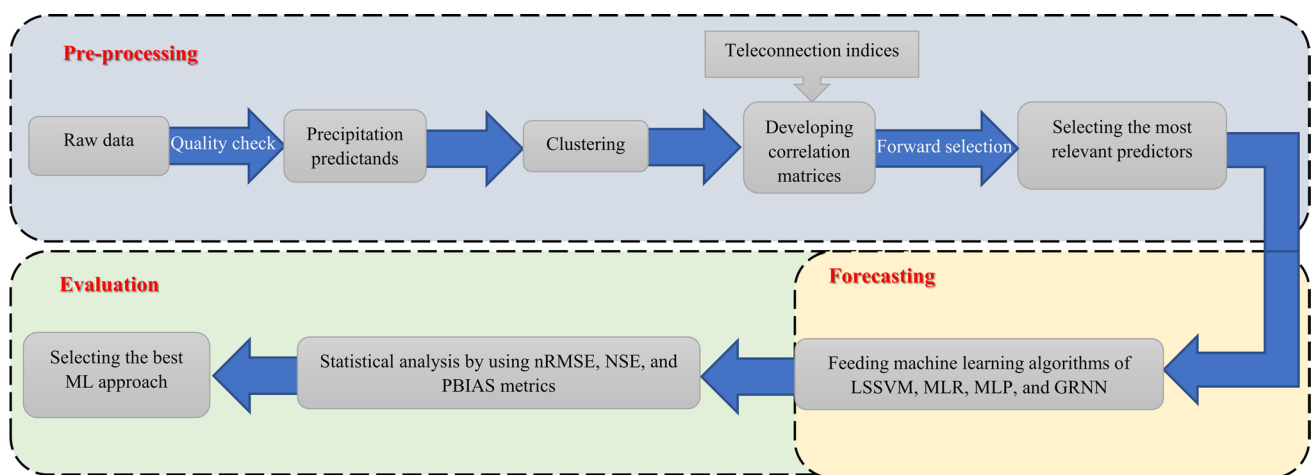 Pre-processing
Teleconnection indices
Raw data
Quality check
Precipitation
predictands
Clustering
Developing
correlation
matrices
Forward selection
Selecting the most
relevant predictors
Forecasting
Feeding machine learning algorithms of
LSSVM, MLR, MLP, and GRNN
Evaluation
Statistical analysis by using nRMSE, NSE, and
PBIAS metrics
Selecting the best
ML approach